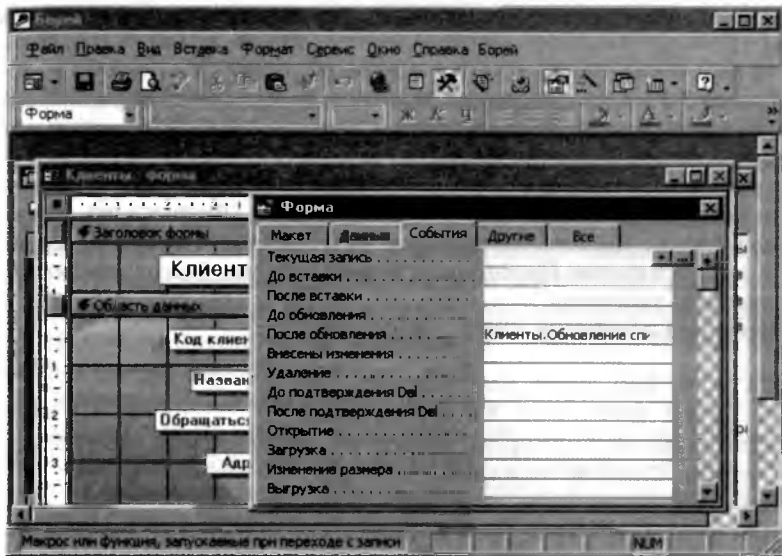 Борей
Файл Правка Вид Вставка Формат Сервис Окно Справка Борей
Форма
Ж К Ч
Клиенты : форма
Заголовок формы
Клиент
Область данных
Код клиен
Назван
Обращатьс
Адр
Форма
Макет Данные События Другие Все
Текущая запись
До вставки
После вставки
До обновления
После обновления Клиенты.Обновление спи
Внесены изменения
Удаление
До подтверждения Del
После подтверждения Del
Открытие
Загрузка
Изменение размера
Выгрузка
Макрос или функция, запускаемые при переходе с записи
NUM